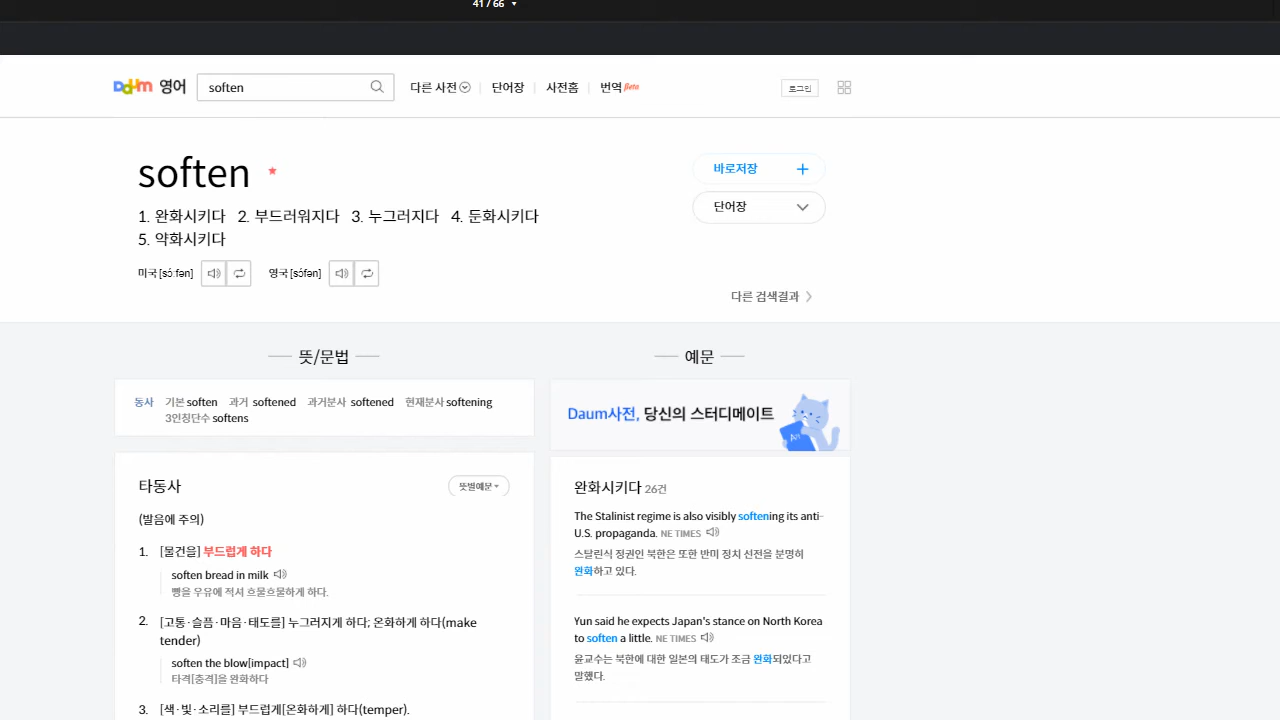 41 / 66
Daum 영어 soften 다른 사전 단어장 사전홈 번역 Beta 로그인
soften
바로저장
1. 완화시키다 2. 부드러워지다 3. 누그러지다 4. 둔화시키다
단어장
5. 약화시키다
미국 [sɔ́ːfən] 영국 [sɔ́fən]
다른 검색결과
뜻/문법
동사 기본 soften 과거 softened 과거분사 softened 현재분사 softening
3인칭단수 softens
타동사 뜻별예문
(발음에 주의)
1. [물건을] 부드럽게 하다
soften bread in milk
빵을 우유에 적셔 흐물흐물하게 하다.
2. [고통·슬픔·마음·태도를] 누그러지게 하다; 온화하게 하다(make
tender)
soften the blow[impact]
타격[충격]을 완화하다
3. [색·빛·소리를] 부드럽게[온화하게] 하다(temper).
예문
Daum사전, 당신의 스터디메이트
완화시키다 26건
The Stalinist regime is also visibly softening its anti-
U.S. propaganda. NE TIMES
스탈린식 정권인 북한은 또한 반미 정치 선전을 분명히
완화하고 있다.
Yun said he expects Japan's stance on North Korea
to soften a little. NE TIMES
윤교수는 북한에 대한 일본의 태도가 조금 완화되었다고
말했다.